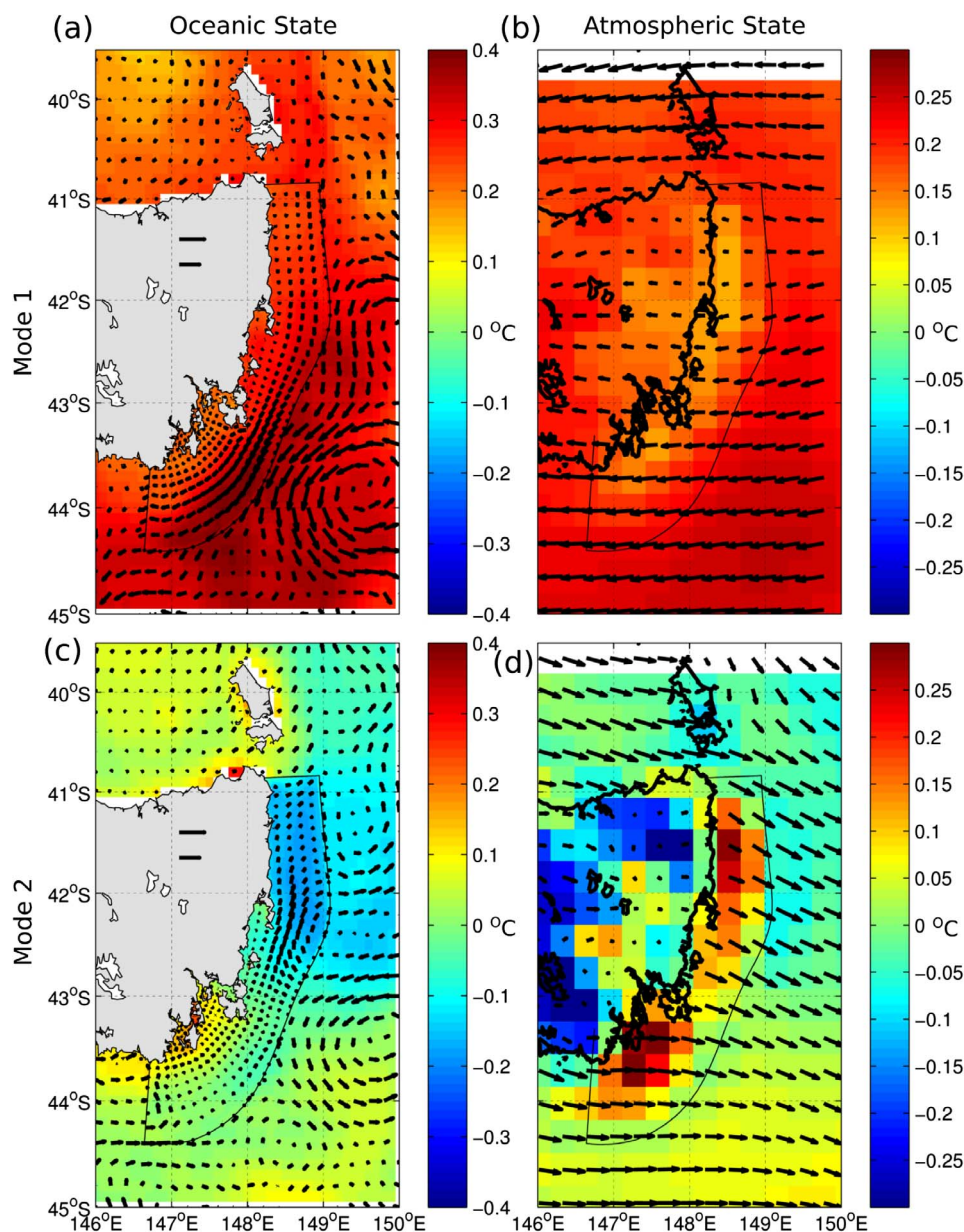 Oceanic State
Atmospheric State
(a)
(b)
Mode 1
40°S
41°S
42°S
43°S
44°S
45°S
0.4
0.3
0.2
0.1
0 °C
−0.1
−0.2
−0.3
−0.4
0.25
0.2
0.15
0.1
0.05
0 °C
−0.05
−0.1
−0.15
−0.2
−0.25
(c)
(d)
Mode 2
40°S
41°S
42°S
43°S
44°S
45°S
146°E 147°E 148°E 149°E 150°E
0.4
0.3
0.2
0.1
0 °C
−0.1
−0.2
−0.3
−0.4
146°E 147°E 148°E 149°E 150°E
0.25
0.2
0.15
0.1
0.05
0 °C
−0.05
−0.1
−0.15
−0.2
−0.25